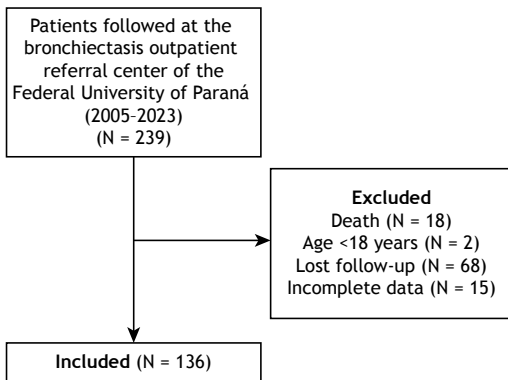 Patients followed at the
bronchiectasis outpatient
referral center of the
Federal University of Paraná
(2005–2023)
(N = 239)
Excluded
Death (N = 18)
Age <18 years (N = 2)
Lost follow-up (N = 68)
Incomplete data (N = 15)
Included (N = 136)